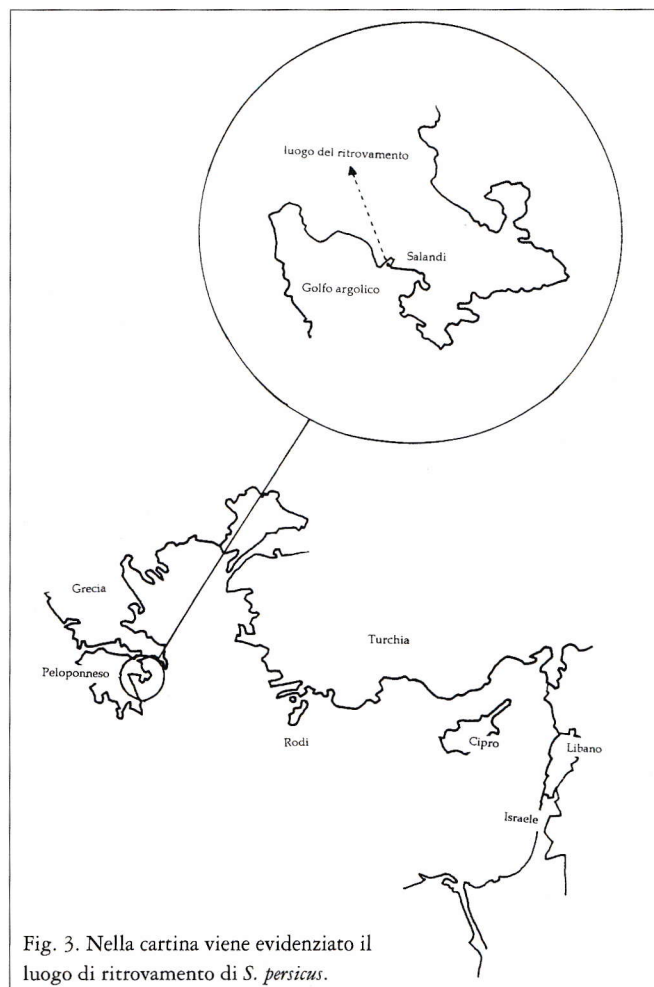 luogo del ritrovamento
Salandi
Golfo argolico
Grecia
Turchia
Peloponneso
Rodi
Cipro
Libano
Israele
Fig. 3. Nella cartina viene evidenziato il
luogo di ritrovamento di S. persicus.